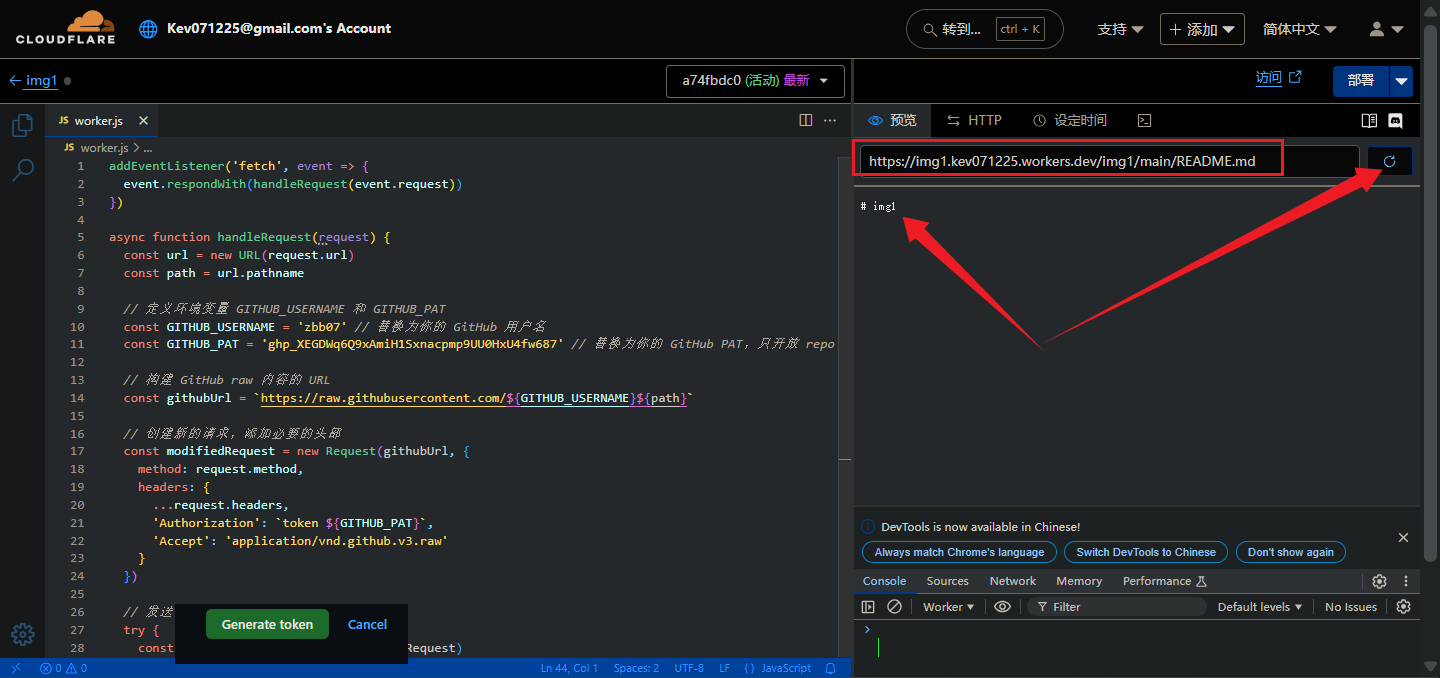 CLOUDFLARE
Kev071225@gmail.com's Account
转到... ctrl + K
支持
添加
简体中文
img1
a74fbdc0 (活动) 最新
访问
部署
JS worker.js
预览
HTTP
设定时间
JS worker.js > ...
https://img1.kev071225.workers.dev/img1/main/README.md
# img1
1 addEventListener('fetch', event => {
2 event.respondWith(handleRequest(event.request))
3 })
4
5 async function handleRequest(request) {
6 const url = new URL(request.url)
7 const path = url.pathname
8
9 // 定义环境变量 GITHUB_USERNAME 和 GITHUB_PAT
10 const GITHUB_USERNAME = 'zbb07' // 替换为你的 GitHub 用户名
11 const GITHUB_PAT = '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' // 替换为你的 GitHub PAT，只开放 repo
12
13 // 构建 GitHub raw 内容的 URL
14 const githubUrl = `https://raw.githubusercontent.com/${GITHUB_USERNAME}${path}`
15
16 // 创建新的请求，添加必要的头部
17 const modifiedRequest = new Request(githubUrl, {
18 method: request.method,
19 headers: {
20 ...request.headers,
21 'Authorization': `token ${GITHUB_PAT}`,
22 'Accept': 'application/vnd.github.v3.raw'
23 }
24 })
25
26 // 发送
27 try {
28 const Request)
Generate token
Cancel
DevTools is now available in Chinese!
Always match Chrome's language
Switch DevTools to Chinese
Don't show again
Console Sources Network Memory Performance
Worker Filter Default levels No Issues
0 0
Ln 44, Col 1 Spaces: 2 UTF-8 LF {} JavaScript